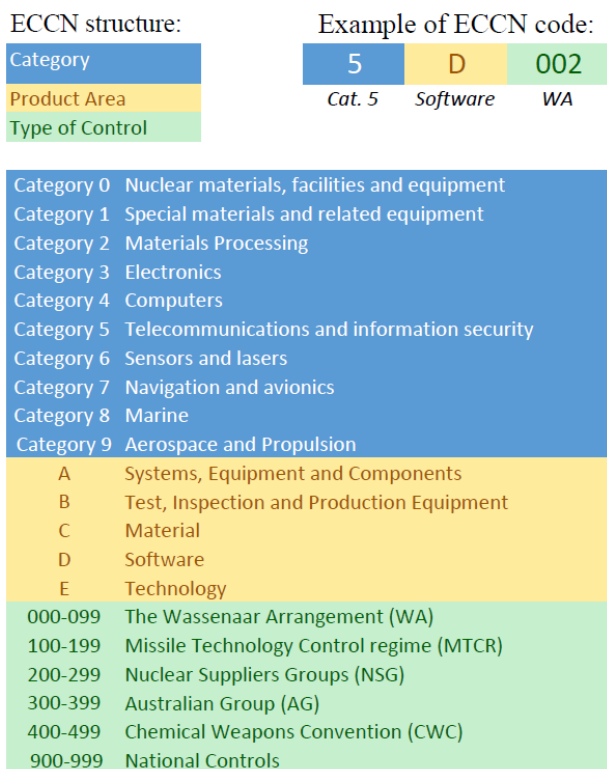 ECCN structure:
Category
Product Area
Type of Control
Example of ECCN code:
5 D 002
Cat. 5 Software WA
Category 0 Nuclear materials, facilities and equipment
Category 1 Special materials and related equipment
Category 2 Materials Processing
Category 3 Electronics
Category 4 Computers
Category 5 Telecommunications and information security
Category 6 Sensors and lasers
Category 7 Navigation and avionics
Category 8 Marine
Category 9 Aerospace and Propulsion
A Systems, Equipment and Components
B Test, Inspection and Production Equipment
C Material
D Software
E Technology
000-099 The Wassenaar Arrangement (WA)
100-199 Missile Technology Control regime (MTCR)
200-299 Nuclear Suppliers Groups (NSG)
300-399 Australian Group (AG)
400-499 Chemical Weapons Convention (CWC)
900-999 National Controls